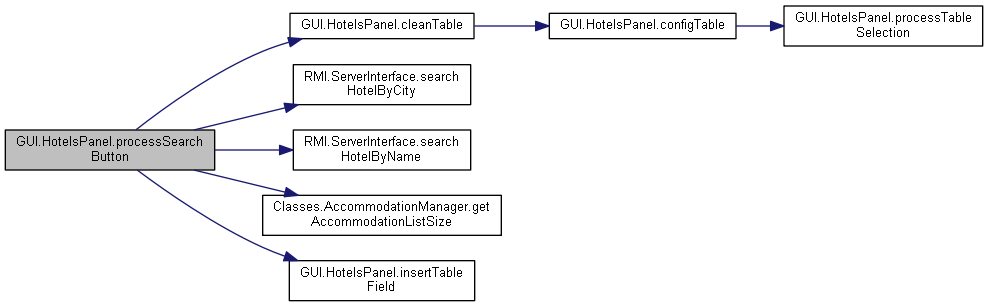 GUI.HotelsPanel.processSearch
Button
GUI.HotelsPanel.cleanTable
GUI.HotelsPanel.configTable
GUI.HotelsPanel.processTable
Selection
RMI.ServerInterface.search
HotelByCity
RMI.ServerInterface.search
HotelByName
Classes.AccommodationManager.get
AccommodationListSize
GUI.HotelsPanel.insertTable
Field